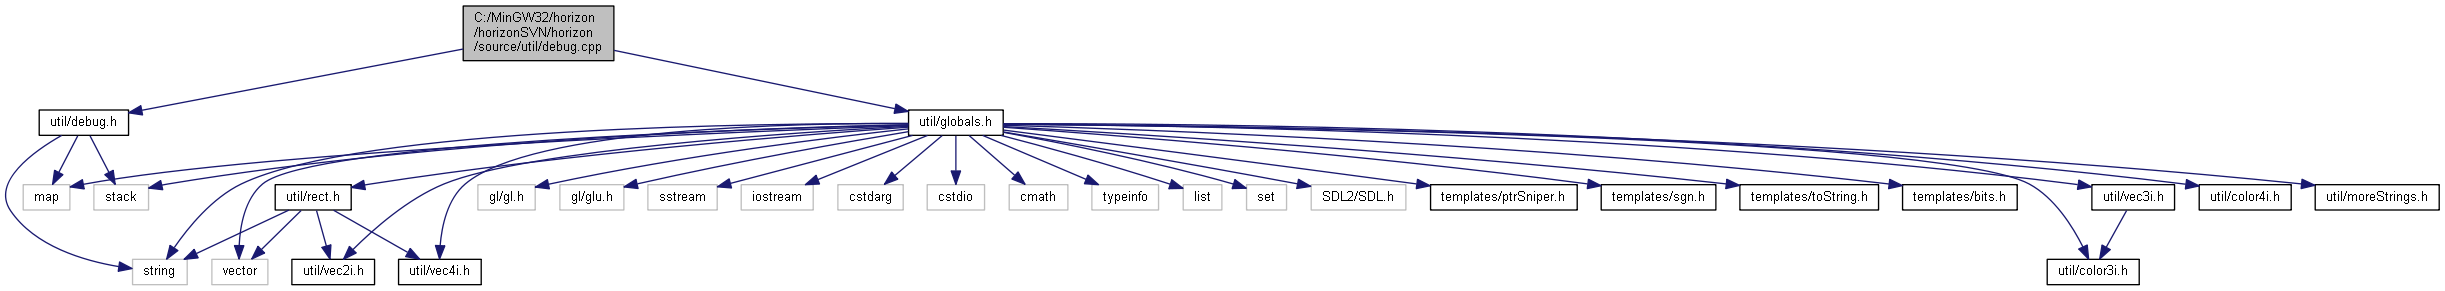 C:/MinGW32/horizon
/horizonSVN/horizon
/source/util/debug.cpp
util/debug.h
util/globals.h
map
stack
util/rect.h
gl/gl.h
gl/glu.h
sstream
iostream
cstdarg
cstdio
cmath
typeinfo
list
set
SDL2/SDL.h
templates/ptrSniper.h
templates/sgn.h
templates/toString.h
templates/bits.h
util/vec3i.h
util/color4i.h
util/moreStrings.h
string
vector
util/vec2i.h
util/vec4i.h
util/color3i.h